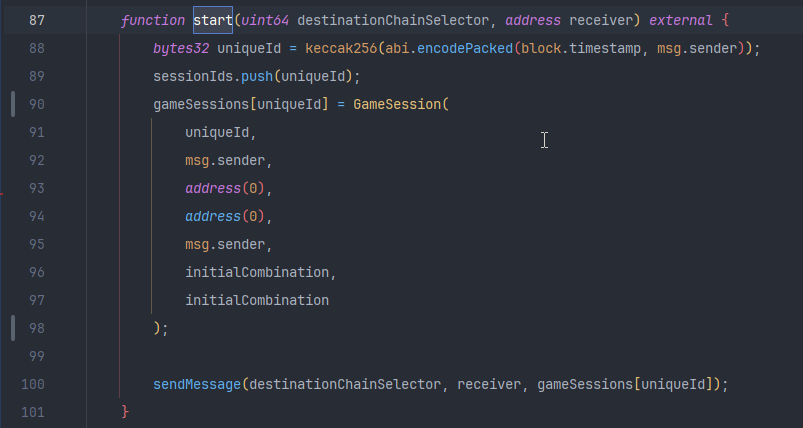 87 function start(uint64 destinationChainSelector, address receiver) external {
88 bytes32 uniqueId = keccak256(abi.encodePacked(block.timestamp, msg.sender));
89 sessionIds.push(uniqueId);
90 gameSessions[uniqueId] = GameSession(
91 uniqueId,
92 msg.sender,
93 address(0),
94 address(0),
95 msg.sender,
96 initialCombination,
97 initialCombination
98 );
99
100 sendMessage(destinationChainSelector, receiver, gameSessions[uniqueId]);
101 }